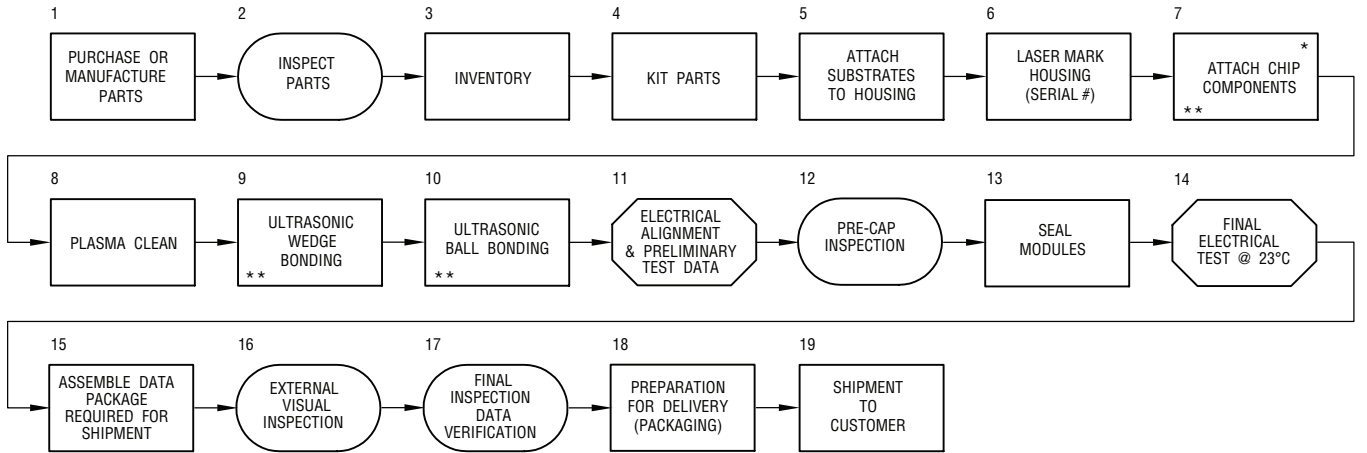 1
PURCHASE OR
MANUFACTURE
PARTS
2
INSPECT
PARTS
3
INVENTORY
4
KIT PARTS
5
ATTACH
SUBSTRATES
TO HOUSING
6
LASER MARK
HOUSING
(SERIAL #)
7
*
ATTACH CHIP
COMPONENTS
**
8
PLASMA CLEAN
9
ULTRASONIC
WEDGE
BONDING
**
10
ULTRASONIC
BALL BONDING
**
11
ELECTRICAL
ALIGNMENT
& PRELIMINARY
TEST DATA
12
PRE-CAP
INSPECTION
13
SEAL
MODULES
14
FINAL
ELECTRICAL
TEST @ 23°C
15
ASSEMBLE DATA
PACKAGE
REQUIRED FOR
SHIPMENT
16
EXTERNAL
VISUAL
INSPECTION
17
FINAL
INSPECTION
DATA
VERIFICATION
18
PREPARATION
FOR DELIVERY
(PACKAGING)
19
SHIPMENT
TO
CUSTOMER